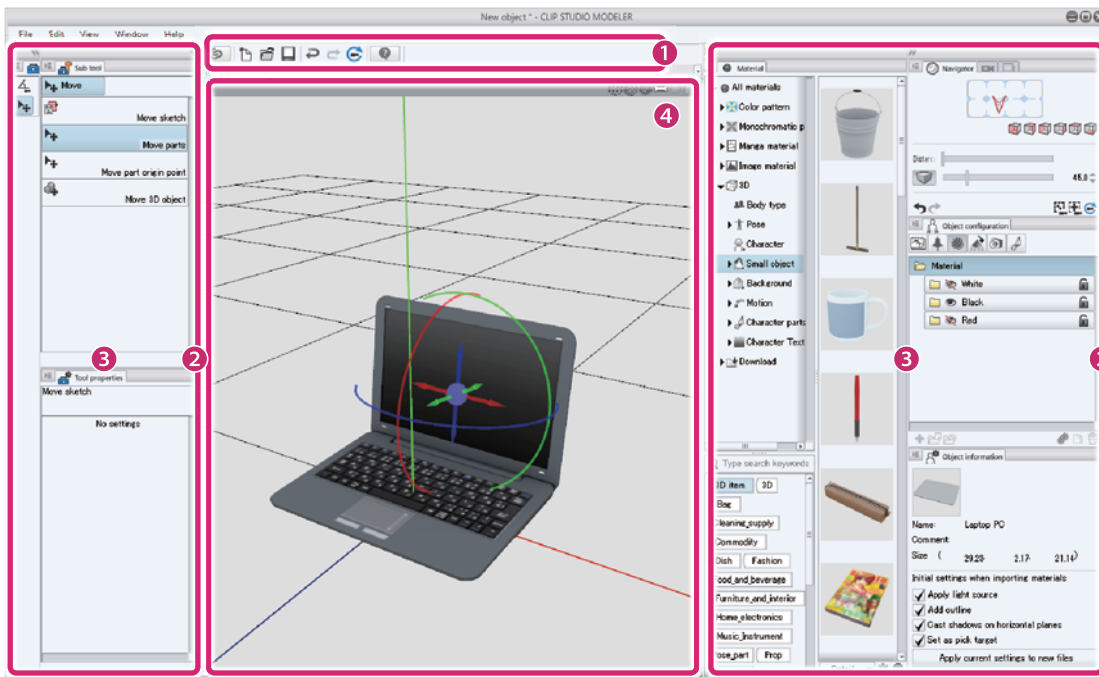 New object * - CLIP STUDIO MODELER
File Edit View Window Help
1
Sub tool
Move
Move sketch
Move parts
Move part origin point
Move 3D object
3
2
Tool properties
Move sketch
No settings
4
Material
All materials
Color pattern
Monochromatic p
Manga material
Image material
3D
Body type
Pose
Character
Small object
Background
Motion
Character parts
Character Text
Download
Type search keywords
3D item 3D
Bag
Cleaning_supply
Commodity
Dish Fashion
Food_and_beverage
Furniture_and_interior
Home_electronics
Music_instrument
Pose_part Prop
3
Navigator
Distan
45.0
Object configuration
Material
White
Black
Red
2
Object information
Name: Laptop PC
Comment:
Size ( 29.29 2.17 21.14 )
Initial settings when importing materials
Apply light source
Add outline
Cast shadows on horizontal planes
Set as pick target
Apply current settings to new files